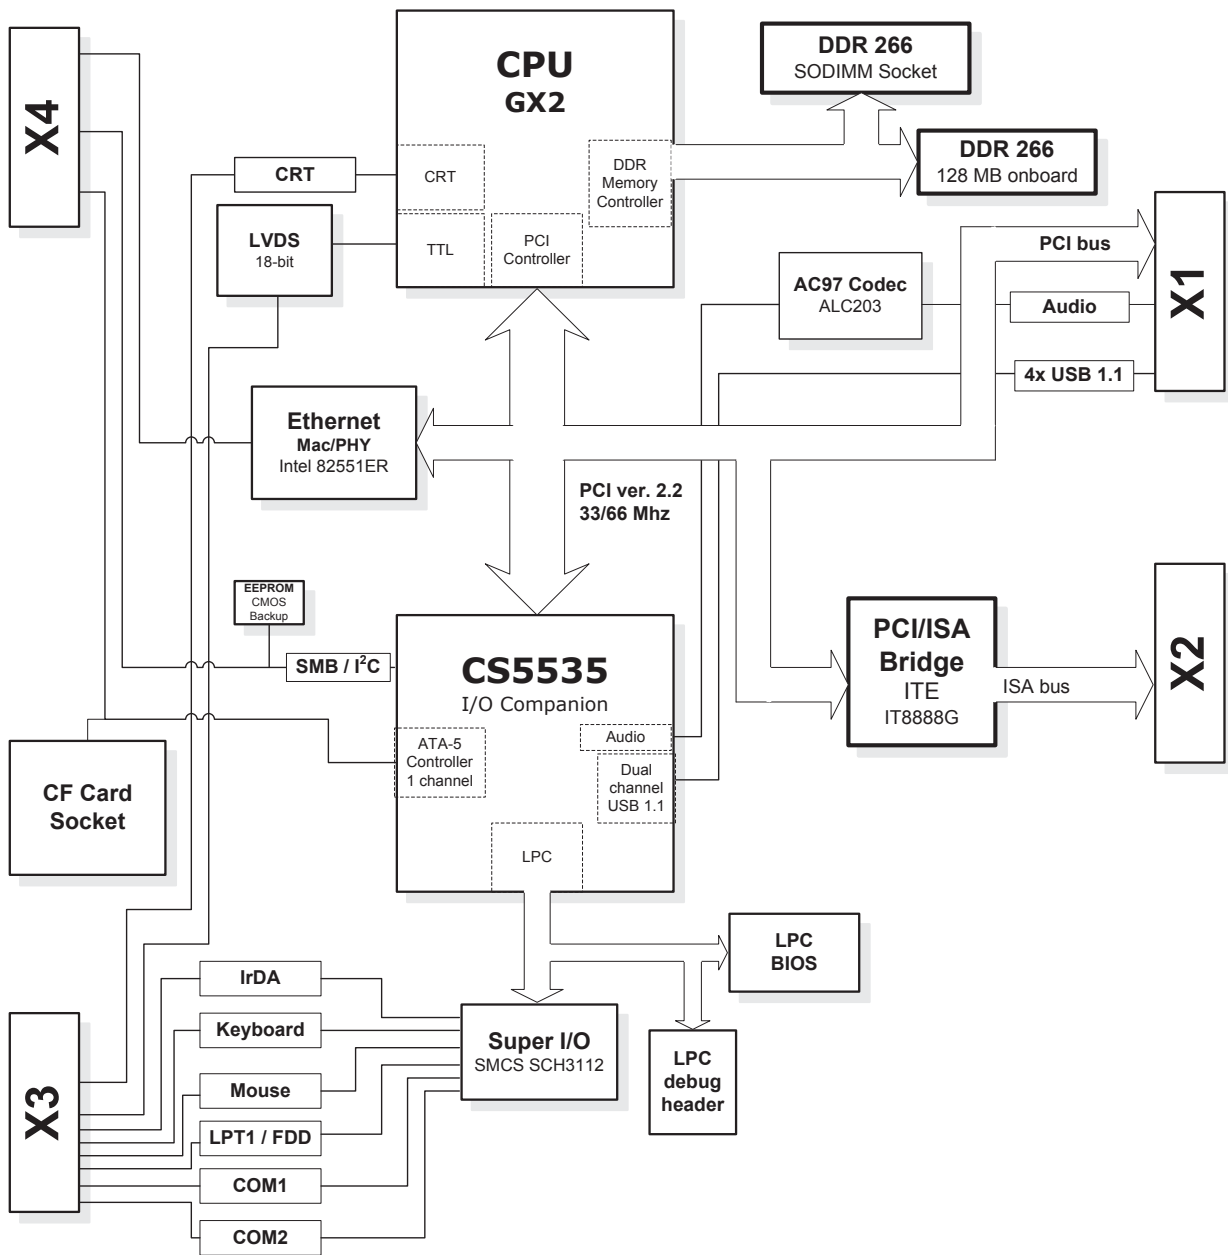 X4
CPU
GX2
CRT
TTL
PCI
Controller
DDR
Memory
Controller
DDR 266
SODIMM Socket
DDR 266
128 MB onboard
CRT
LVDS
18-bit
AC97 Codec
ALC203
PCI bus
Audio
4x USB 1.1
X1
Ethernet
Mac/PHY
Intel 82551ER
PCI ver. 2.2
33/66 Mhz
EEPROM
CMOS
Backup
SMB / I²C
CS5535
I/O Companion
ATA-5
Controller
1 channel
Audio
Dual
channel
USB 1.1
LPC
PCI/ISA
Bridge
ITE
IT8888G
ISA bus
X2
CF Card
Socket
LPC
BIOS
LPC
debug
header
Super I/O
SMCS SCH3112
IrDA
Keyboard
Mouse
LPT1 / FDD
COM1
COM2
X3